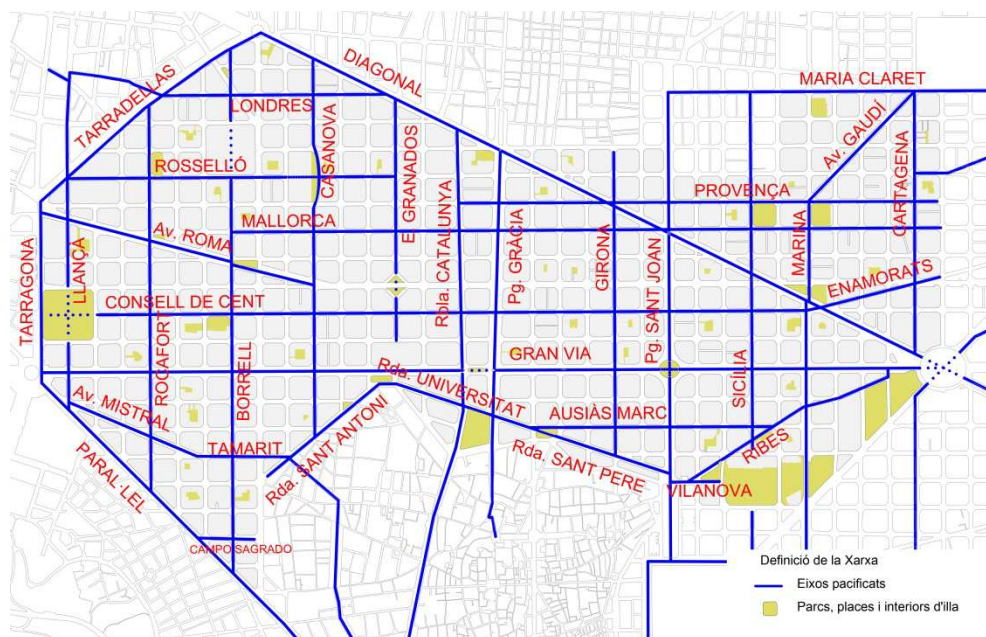 DIAGONAL
TARRADELLAS
MARIA CLARET
LONDRES
CASANOVA
Av. GAUDÍ
ROSSELLÓ
E. GRANADOS
PROVENÇA
CARTAGENA
MALLORCA
Av. ROMA
Rbla. CATALUNYA
Pg. GRÀCIA
GIRONA
Pg. SANT JOAN
MARINA
TARRAGONA
LLANÇÀ
CONSELL DE CENT
ENAMORATS
ROCAFORT
BORRELL
GRAN VIA
SICÍLIA
Rda. UNIVERSITAT
Av. MISTRAL
AUSIÀS MARC
Rda. SANT ANTONI
TAMARIT
RIBES
Rda. SANT PERE
PARAL·LEL
VILANOVA
CAMPO SAGRADO
Definició de la Xarxa
Eixos pacificats
Parcs, places i interiors d'illa